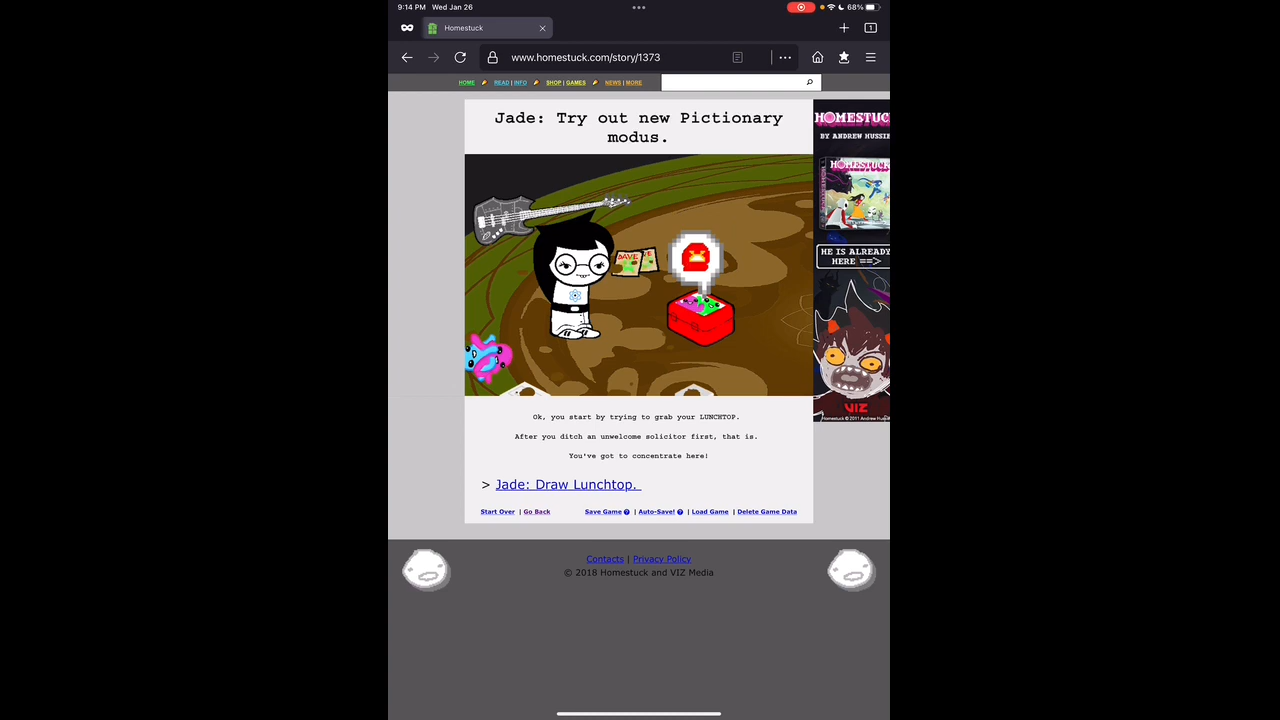 9:14 PM Wed Jan 26
68%
Homestuck
1
www.homestuck.com/story/1373
HOME READ | INFO SHOP | GAMES NEWS | MORE
Jade: Try out new Pictionary
modus.
HOMESTUC
BY ANDREW HUSSI
HOMESTUCK
DAVE
HE IS ALREADY
HERE ==>
VIZ
Ok, you start by trying to grab your LUNCHTOP.
After you ditch an unwelcome solicitor first, that is.
You've got to concentrate here!
> Jade: Draw Lunchtop.
Start Over | Go Back Save Game ? | Auto-Save! ? | Load Game | Delete Game Data
Contacts | Privacy Policy
© 2018 Homestuck and VIZ Media